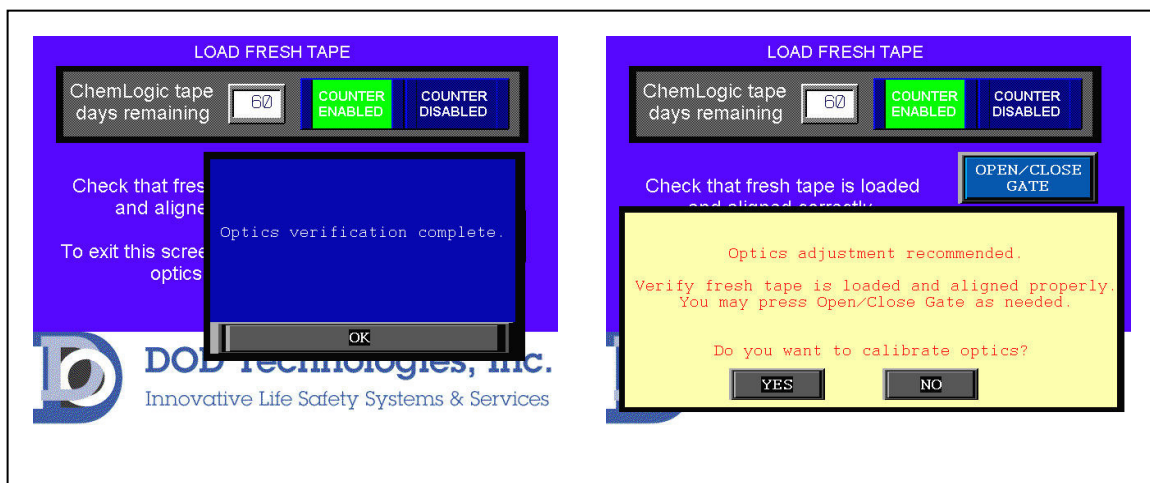 LOAD FRESH TAPE
ChemLogic tape
days remaining
60
COUNTER
ENABLED
COUNTER
DISABLED
Check that fres
and aligne
To exit this scree
optics
Optics verification complete.
OK
DOD Technologies, Inc.
Innovative Life Safety Systems & Services
LOAD FRESH TAPE
ChemLogic tape
days remaining
60
COUNTER
ENABLED
COUNTER
DISABLED
Check that fresh tape is loaded
and aligned correctly
OPEN/CLOSE
GATE
Optics adjustment recommended.
Verify fresh tape is loaded and aligned properly.
You may press Open/Close Gate as needed.
Do you want to calibrate optics?
YES
NO